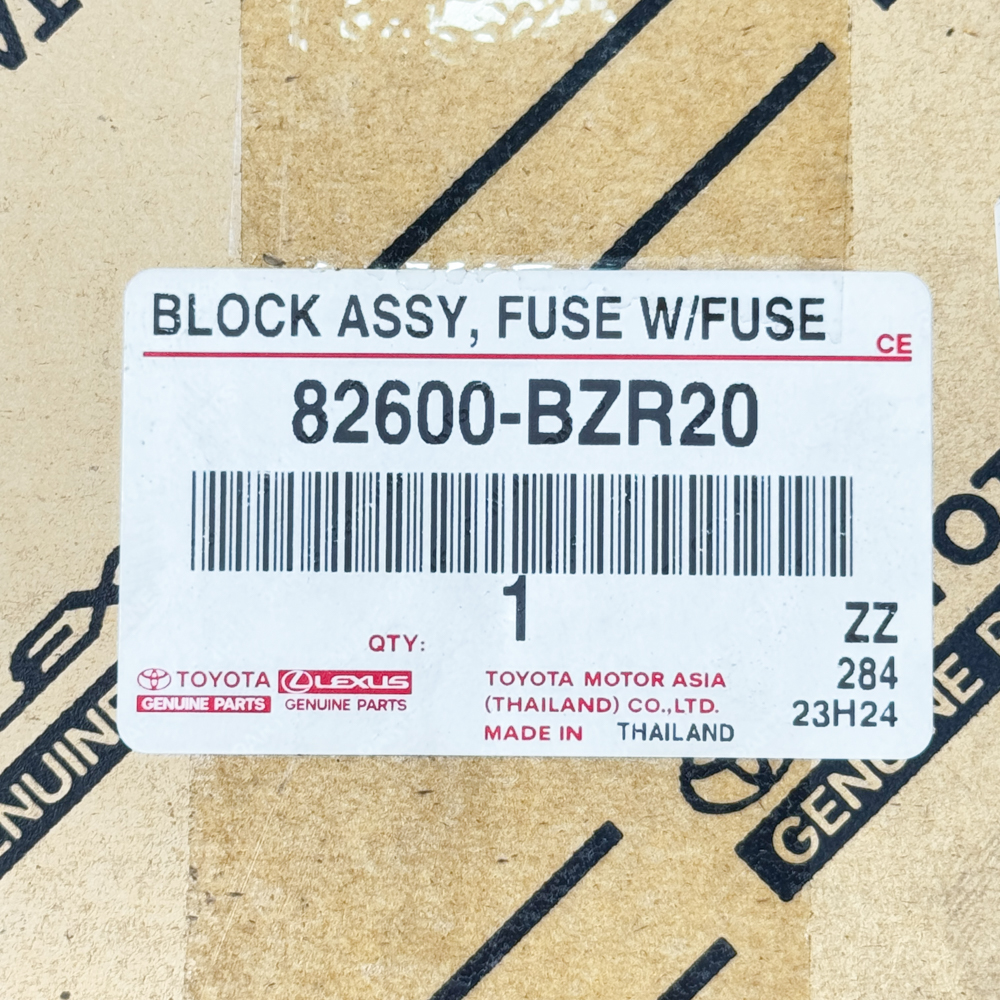 BLOCK ASSY, FUSE W/FUSE
CE
82600-BZR20
1
QTY:
ZZ
284
23H24
TOYOTA LEXUS
GENUINE PARTS GENUINE PARTS
TOYOTA MOTOR ASIA
(THAILAND) CO.,LTD.
MADE IN THAILAND